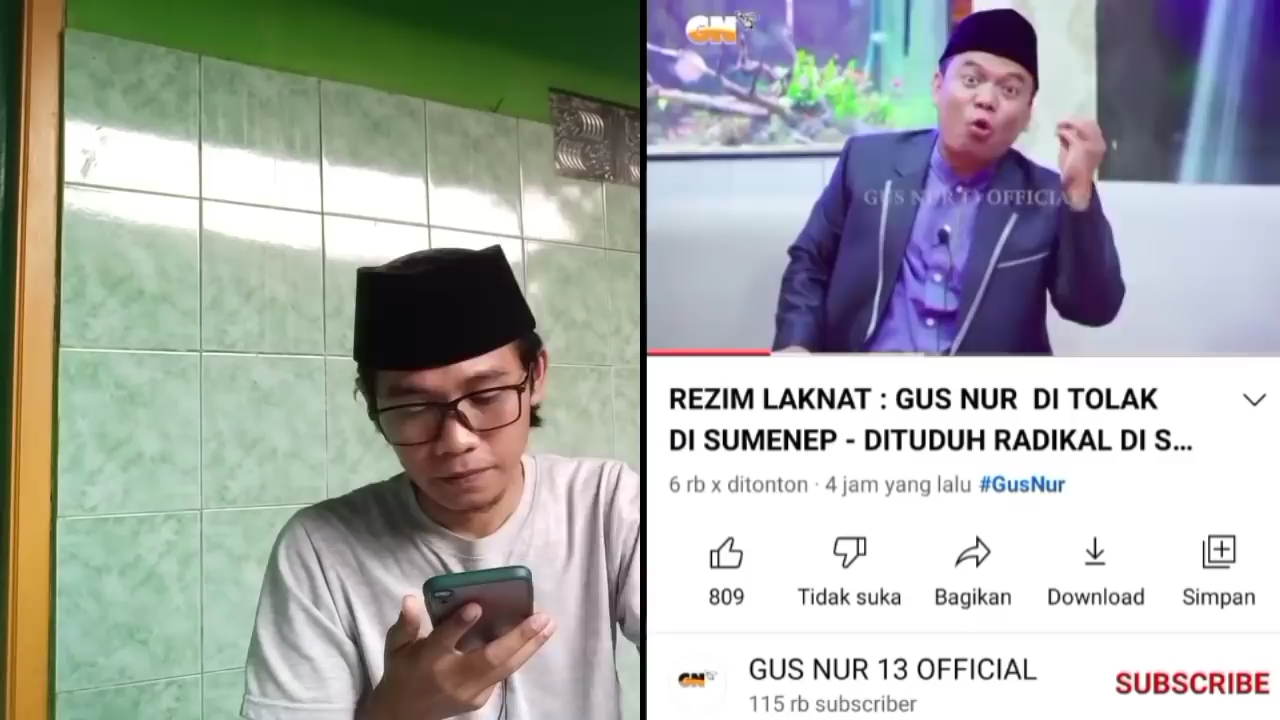 GN
GUS NUR 13 OFFICIAL
REZIM LAKNAT : GUS NUR DI TOLAK
DI SUMENEP - DITUDUH RADIKAL DI S...
6 rb x ditonton · 4 jam yang lalu #GusNur
809
Tidak suka
Bagikan
Download
Simpan
GN
GUS NUR 13 OFFICIAL
115 rb subscriber
SUBSCRIBE